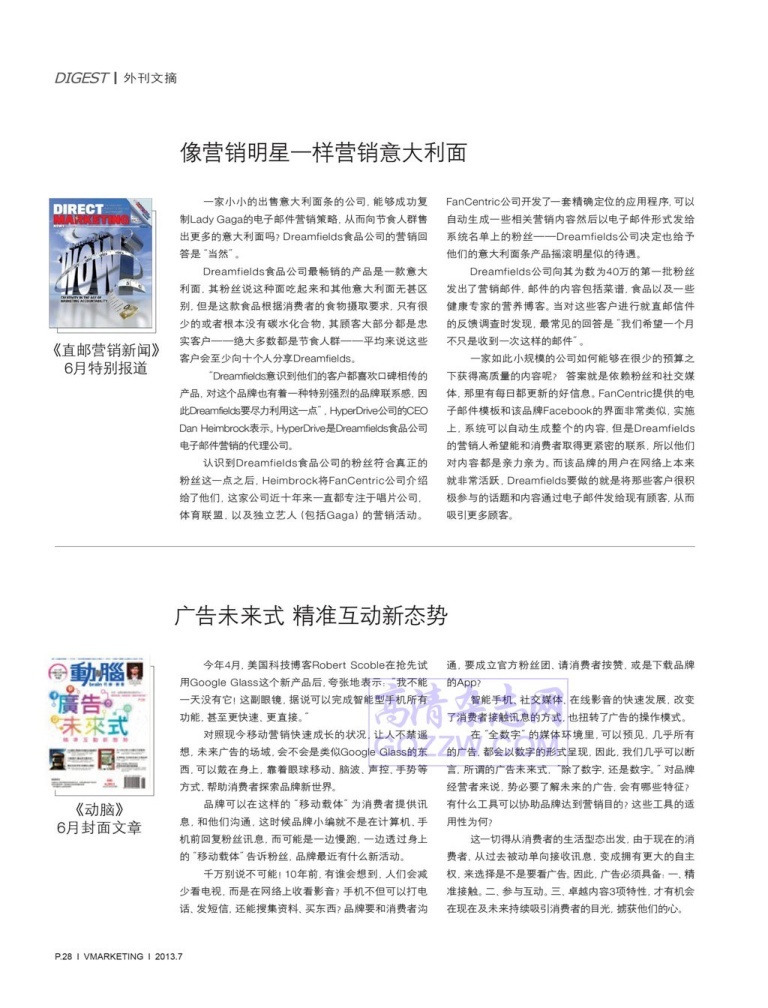 DIGEST | 外刊文摘
像营销明星一样营销意大利面
DIRECT
MARKETING
WOW
《直邮营销新闻》
6月特别报道
一家小小的出售意大利面条的公司, 能够成功复
制Lady Gaga的电子邮件营销策略, 从而向节食人群售
出更多的意大利面吗? Dreamfields食品公司的营销回
答是“当然”。
Dreamfields食品公司最畅销的产品是一款意大
利面, 其粉丝说这种面吃起来和其他意大利面无甚区
别, 但是这款食品根据消费者的食物摄取要求, 只有很
少的或者根本没有碳水化合物, 其顾客大部分都是忠
实客户——绝大多数都是节食人群——平均来说这些
客户会至少向十个人分享Dreamfields。
“Dreamfields意识到他们的客户都喜欢口碑相传的
产品, 对这个品牌也有着一种特别强烈的品牌联系感, 因
此Dreamfields要尽力利用这一点”, HyperDrive公司的CEO
Dan Heimbrock表示。HyperDrive是Dreamfields食品公司
电子邮件营销的代理公司。
认识到Dreamfields食品公司的粉丝符合真正的
粉丝这一点之后, Heimbrock将FanCentric公司介绍
给了他们, 这家公司近十年来一直都专注于唱片公司,
体育联盟, 以及独立艺人 (包括Gaga) 的营销活动。
FanCentric公司开发了一套精确定位的应用程序, 可以
自动生成一些相关营销内容然后以电子邮件形式发给
系统名单上的粉丝——Dreamfields公司决定也给予
他们的意大利面条产品摇滚明星似的待遇。
Dreamfields公司向其为数为40万的第一批粉丝
发出了营销邮件, 邮件的内容包括菜谱, 食品以及一些
健康专家的营养博客。当对这些客户进行就直邮信件
的反馈调查时发现, 最常见的回答是“我们希望一个月
不只是收到一次这样的邮件”。
一家如此小规模的公司如何能够在很少的预算之
下获得高质量的内容呢? 答案就是依赖粉丝和社交媒
体, 那里有每日都更新的好信息。FanCentric提供的电
子邮件模板和该品牌Facebook的界面非常类似, 实施
上, 系统可以自动生成整个的内容, 但是Dreamfields
的营销人希望能和消费者取得更紧密的联系, 所以他们
对内容都是亲力亲为。而该品牌的用户在网络上本来
就非常活跃, Dreamfields要做的就是将那些客户很积
极参与的话题和内容通过电子邮件发给现有顾客, 从而
吸引更多顾客。
广告未来式 精准互动新态势
動腦
廣告
未來式
《动脑》
6月封面文章
今年4月, 美国科技博客Robert Scoble在抢先试
用Google Glass这个新产品后, 夸张地表示: “我不能
一天没有它! 这副眼镜, 据说可以完成智能型手机所有
功能, 甚至更快速, 更直接。”
对照现今移动营销快速成长的状况, 让人不禁遥
想, 未来广告的场域, 会不会是类似Google Glass的东
西, 可以戴在身上, 靠着眼球移动、脑波, 声控, 手势等
方式, 帮助消费者探索品牌新世界。
品牌可以在这样的“移动载体”为消费者提供讯
息, 和他们沟通, 这时候品牌小编就不是在计算机, 手
机前回复粉丝讯息, 而可能是一边慢跑, 一边透过身上
的“移动载体”告诉粉丝, 品牌最近有什么新活动。
千万别说不可能! 10年前, 有谁会想到, 人们会减
少看电视, 而是在网络上收看影音? 手机不但可以打电
话、发短信, 还能搜集资料、买东西? 品牌要和消费者沟
通, 要成立官方粉丝团、请消费者按赞, 或是下载品牌
的App?
智能手机, 社交媒体, 在线影音的快速发展, 改变
了消费者接触讯息的方式, 也扭转了广告的操作模式。
在“全数字”的媒体环境里, 可以预见, 几乎所有
的广告, 都会以数字的形式呈现, 因此, 我们几乎可以断
言, 所谓的广告未来式, “除了数字, 还是数字。”对品牌
经营者来说, 势必要了解未来的广告, 会有哪些特征?
有什么工具可以协助品牌达到营销目的? 这些工具的适
用性为何?
这一切得从消费者的生活型态出发, 由于现在的消
费者, 从过去被动单向接收讯息, 变成拥有更大的自主
权, 来选择是不是要看广告。因此, 广告必须具备: 一、精
准接触。二、参与互动。三、卓越内容3项特性, 才有机会
在现在及未来持续吸引消费者的目光, 掳获他们的心。
高清杂志网
P.28 | VMARKETING | 2013.7